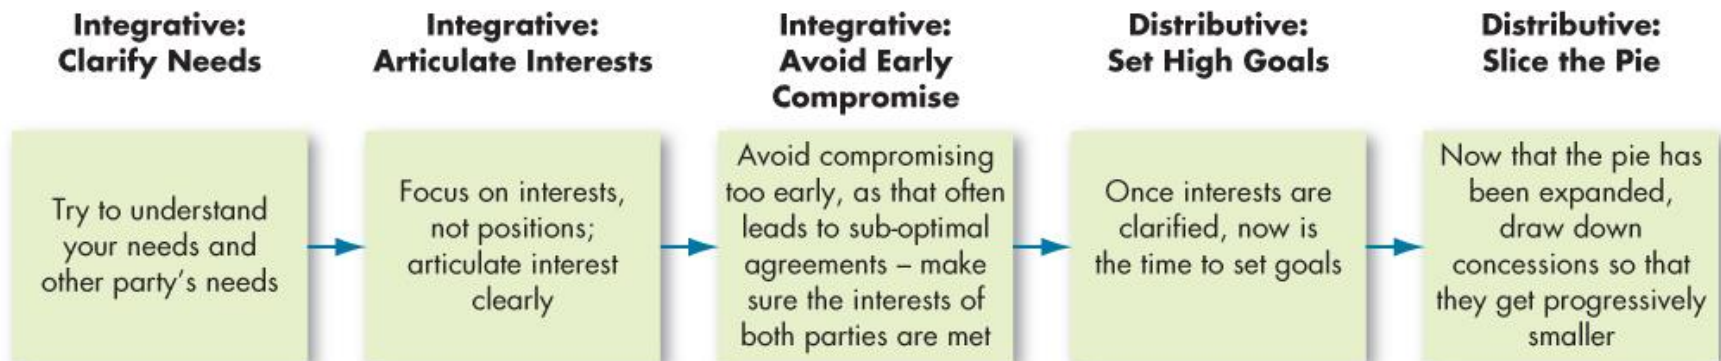 Integrative:
Clarify Needs
Try to understand
your needs and
other party's needs
Integrative:
Articulate Interests
Focus on interests,
not positions;
articulate interest
clearly
Integrative:
Avoid Early
Compromise
Avoid compromising
too early, as that often
leads to sub-optimal
agreements – make
sure the interests of
both parties are met
Distributive:
Set High Goals
Once interests are
clarified, now is
the time to set goals
Distributive:
Slice the Pie
Now that the pie has
been expanded,
draw down
concessions so that
they get progressively
smaller